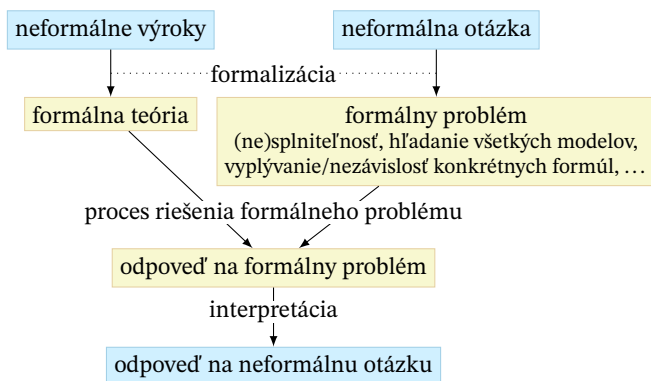 neformálne výroky
neformálna otázka
formalizácia
formálna teória
formálny problém
(ne)splniteľnosť, hľadanie všetkých modelov,
vyplývanie/nezávislosť konkrétnych formúl, …
proces riešenia formálneho problému
odpoveď na formálny problém
interpretácia
odpoveď na neformálnu otázku